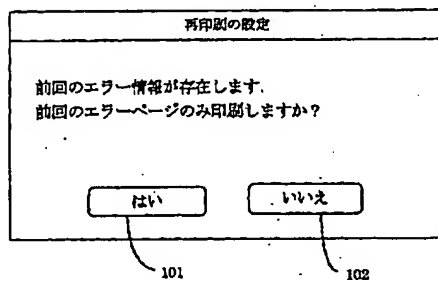 再印刷の設定
前回のエラー情報が存在します.
前回のエラーページのみ印刷しますか？
はい
いいえ
101
102